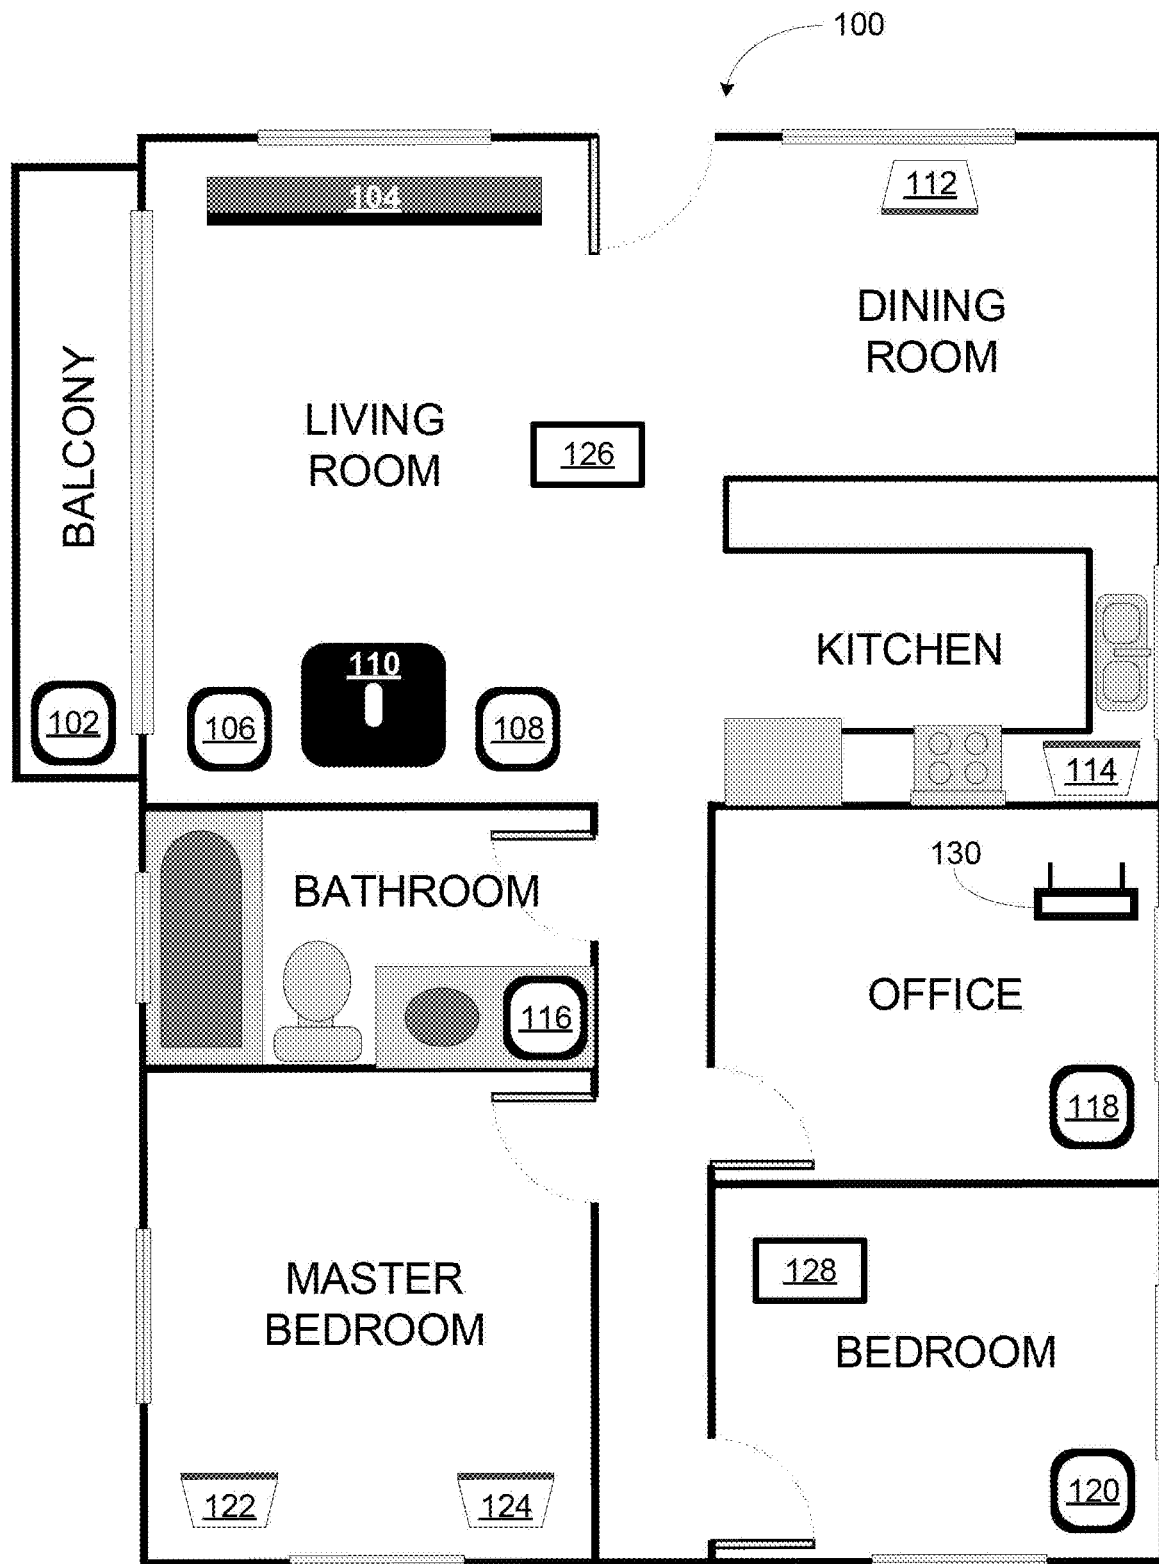 100
104
112
DINING
ROOM
BALCONY
LIVING
ROOM
126
KITCHEN
110
102
106
108
114
BATHROOM
130
OFFICE
116
118
MASTER
BEDROOM
128
BEDROOM
122
124
120